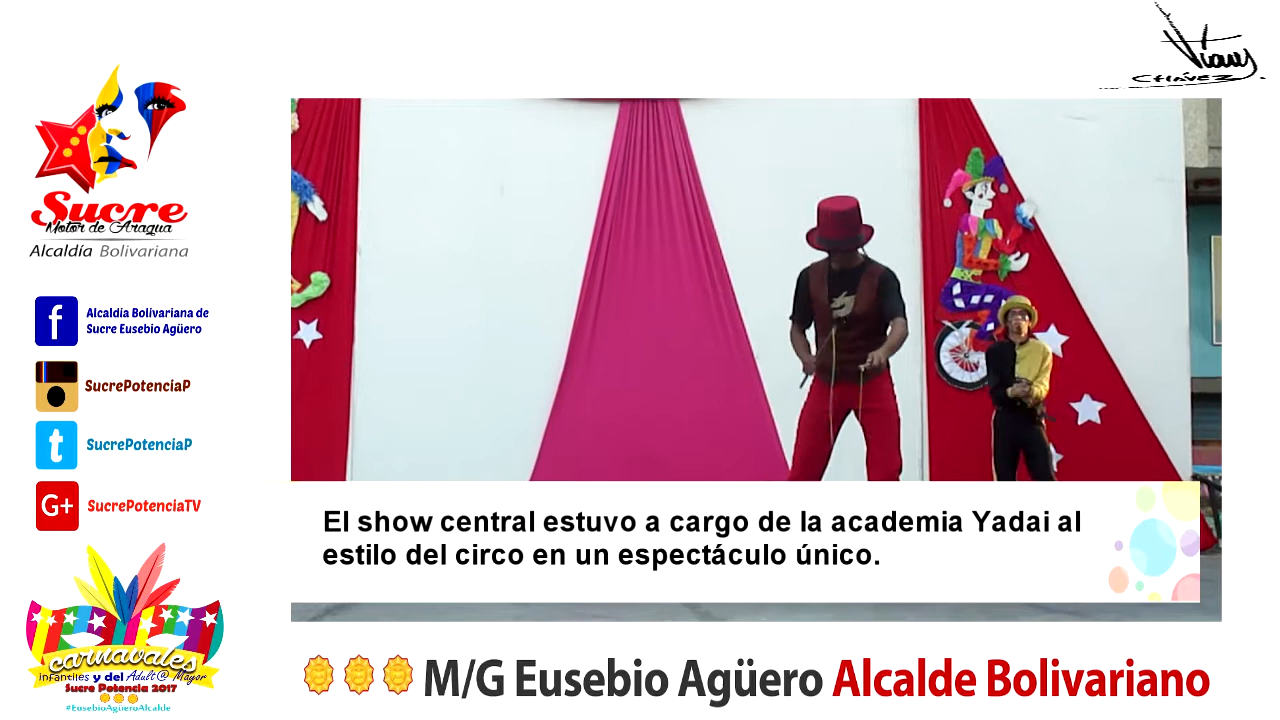 CHÁVEZ
Sucre
Motor de Aragua
Alcaldía Bolivariana
Alcaldía Bolivariana de
Sucre Eusebio Agüero
SucrePotenciaP
t SucrePotenciaP
G+ SucrePotenciaTV
carnavales
infantiles y del Adult@ Mayor
Sucre Potencia 2017
#EusebioAgüeroAlcalde
El show central estuvo a cargo de la academia Yadai al
estilo del circo en un espectáculo único.
M/G Eusebio Agüero Alcalde Bolivariano